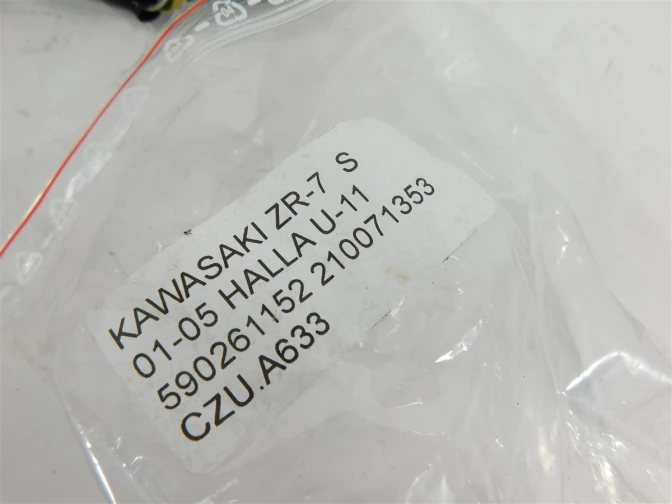 KAWASAKI ZR-7 S
01-05 HALLA U-11
590261152 210071353
CZU.A633